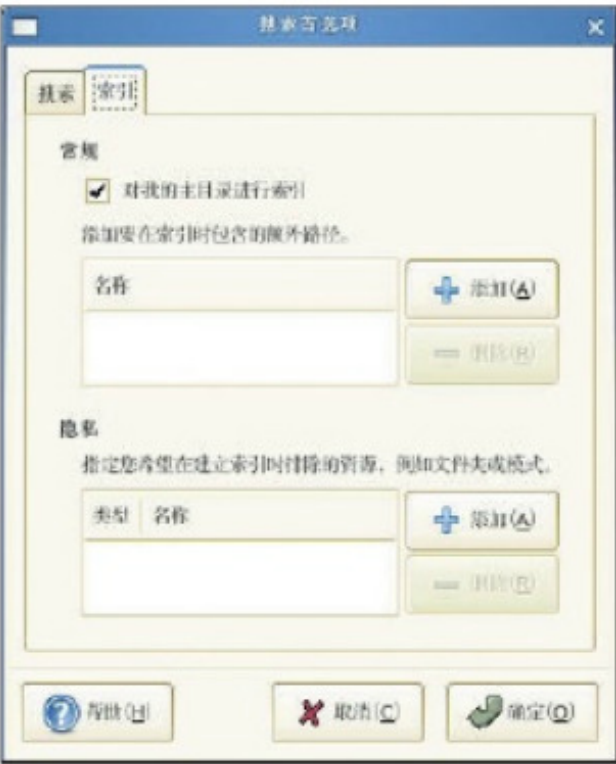 搜索首选项
搜索 索引
常规
对我的主目录进行索引
添加要在索引时包含的额外路径。
名称
添加(A)
删除(R)
隐私
指定您希望在建立索引时排除的资源，例如文件夹或模式。
类型 名称
添加(A)
删除(R)
帮助(H) 取消(C) 确定(O)